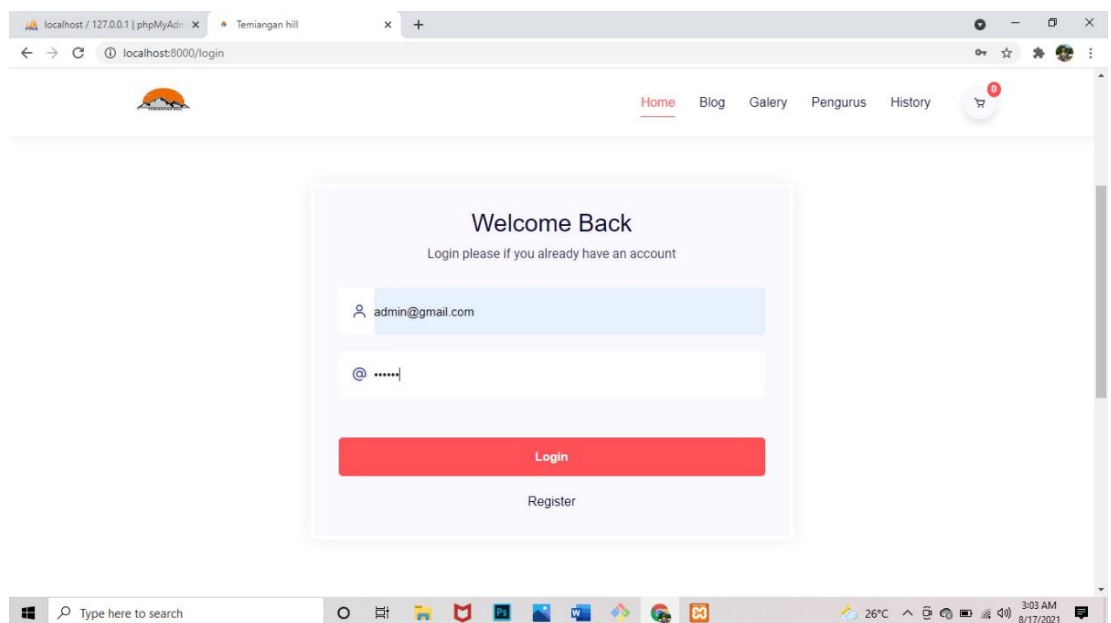 localhost / 127.0.0.1 | phpMyAdm
Temiangan hill
localhost:8000/login
Home Blog Galery Pengurus History 0
Welcome Back
Login please if you already have an account
admin@gmail.com
••••••
Login
Register
Type here to search
26°C 3:03 AM
8/17/2021